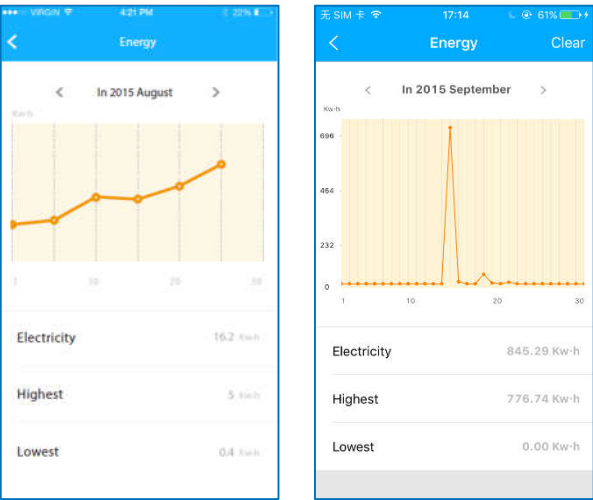 VIRGIN 4:21 PM 22%
Energy
In 2015 August
Kw·h
1 10 20 30
Electricity 16.2 Kw·h
Highest 5 Kw·h
Lowest 0.4 Kw·h
无 SIM 卡 17:14 61%
Energy Clear
In 2015 September
Kw·h
696
464
232
0
1 10 20 30
Electricity 845.29 Kw·h
Highest 776.74 Kw·h
Lowest 0.00 Kw·h